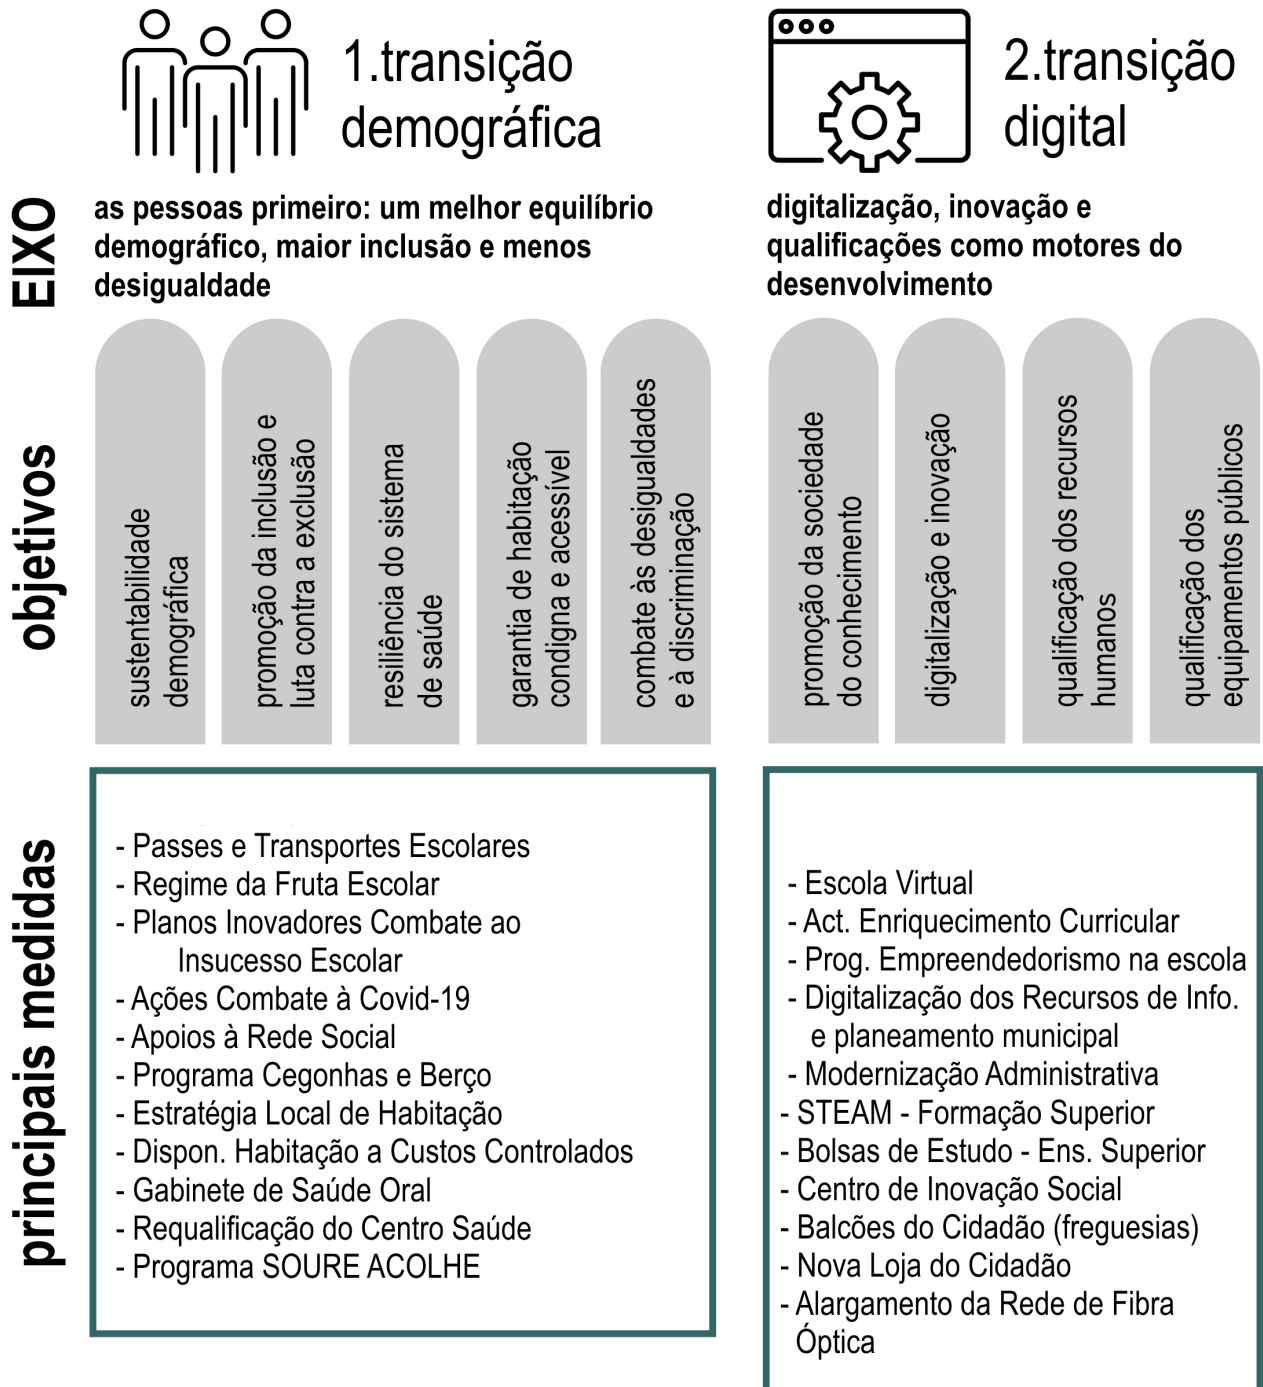 1.transição
demográfica
2.transição
digital
EIXO
as pessoas primeiro: um melhor equilíbrio
demográfico, maior inclusão e menos
desigualdade
digitalização, inovação e
qualificações como motores do
desenvolvimento
objetivos
sustentabilidade
demográfica
promoção da inclusão e
luta contra a exclusão
resiliência do sistema
de saúde
garantia de habitação
condigna e acessível
combate às desigualdades
e à discriminação
promoção da sociedade
do conhecimento
digitalização e inovação
qualificação dos recursos
humanos
qualificação dos
equipamentos públicos
principais medidas
- Passes e Transportes Escolares
- Regime da Fruta Escolar
- Planos Inovadores Combate ao
Insucesso Escolar
- Ações Combate à Covid-19
- Apoios à Rede Social
- Programa Cegonhas e Berço
- Estratégia Local de Habitação
- Dispon. Habitação a Custos Controlados
- Gabinete de Saúde Oral
- Requalificação do Centro Saúde
- Programa SOURE ACOLHE
- Escola Virtual
- Act. Enriquecimento Curricular
- Prog. Empreendedorismo na escola
- Digitalização dos Recursos de Info.
e planeamento municipal
- Modernização Administrativa
- STEAM - Formação Superior
- Bolsas de Estudo - Ens. Superior
- Centro de Inovação Social
- Balcões do Cidadão (freguesias)
- Nova Loja do Cidadão
- Alargamento da Rede de Fibra
Óptica